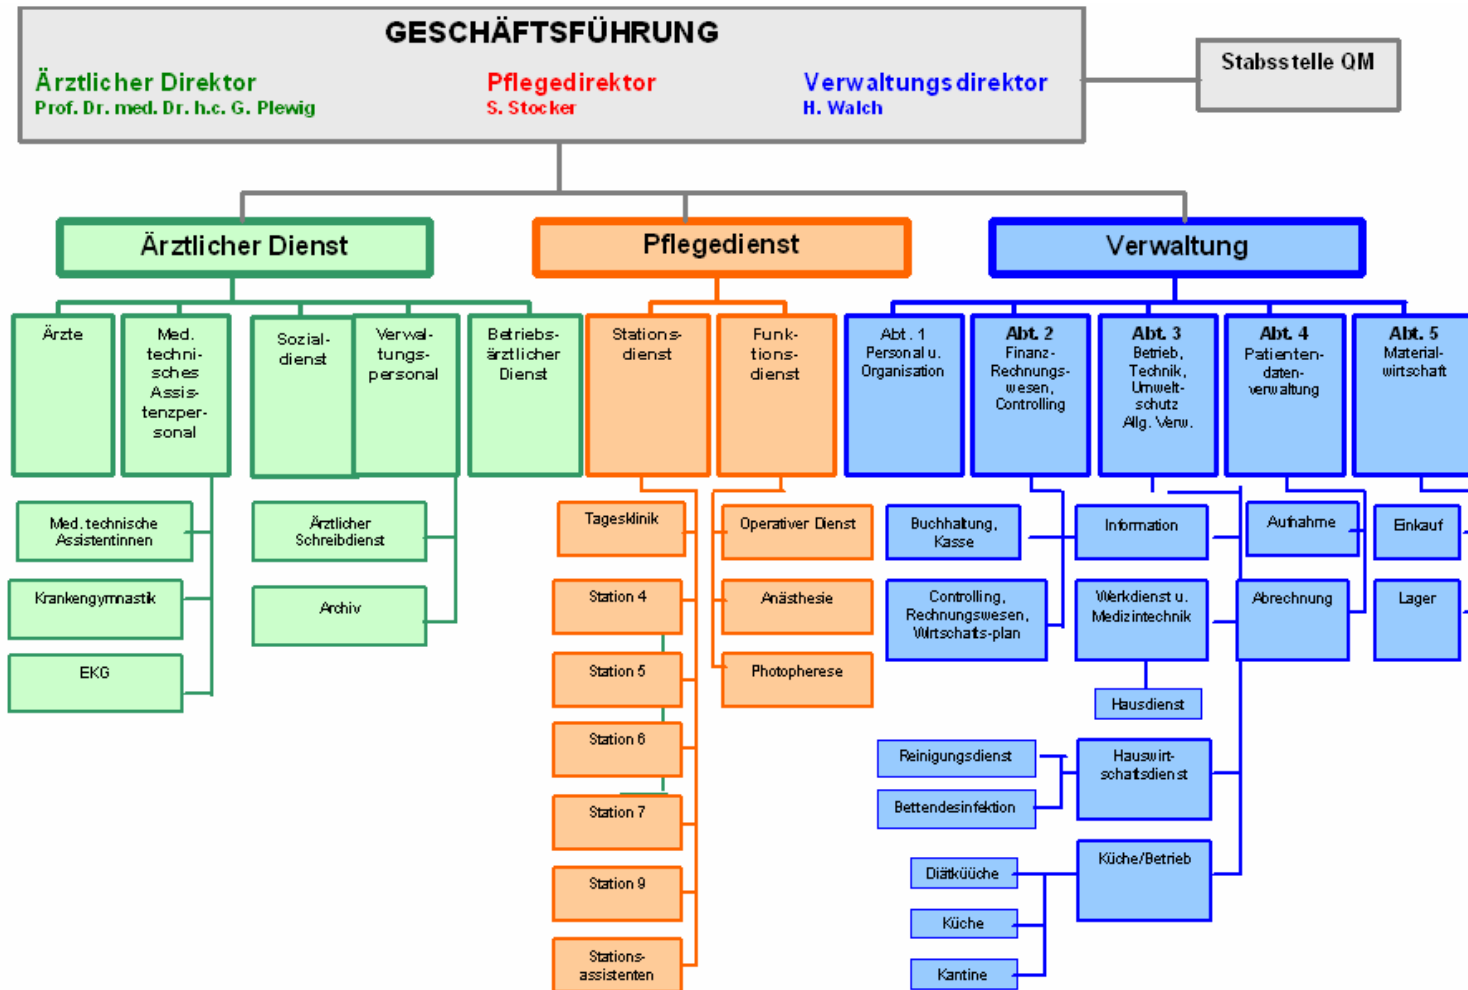 GESCHÄFTSFÜHRUNG
Ärztlicher Direktor
Prof. Dr. med. Dr. h.c. G. Plewig
Pflegedirektor
S. Stocker
Verwaltungsdirektor
H. Walch
Stabsstelle QM
Ärztlicher Dienst
Pflegedienst
Verwaltung
Ärzte
Med.
techni-
sches
Assis-
tenzper-
sonal
Sozial-
dienst
Verwal-
tungs-
personal
Betriebs-
ärztlicher
Dienst
Stations-
dienst
Funk-
tions-
dienst
Abt. 1
Personal u.
Organisation
Abt. 2
Finanz-
Rechnungs-
wesen,
Controlling
Abt. 3
Betrieb,
Technik,
Umwelt-
schutz
Allg. Verw.
Abt. 4
Patienten-
daten-
verwaltung
Abt. 5
Material-
wirtschaft
Med. technische
Assistentinnen
Krankengymnastik
EKG
Ärztlicher
Schreibdienst
Archiv
Tagesklinik
Station 4
Station 5
Station 6
Station 7
Station 9
Stations-
assistenten
Operativer Dienst
Anästhesie
Photopherese
Buchhaltung,
Kasse
Controlling,
Rechnungswesen,
Wirtschafts-plan
Information
Werkdienst u.
Medizintechnik
Hausdienst
Hauswirt-
schaftsdienst
Reinigungsdienst
Bettendesinfektion
Küche/Betrieb
Diätküüche
Küche
Kantine
Aufnahme
Abrechnung
Einkauf
Lager